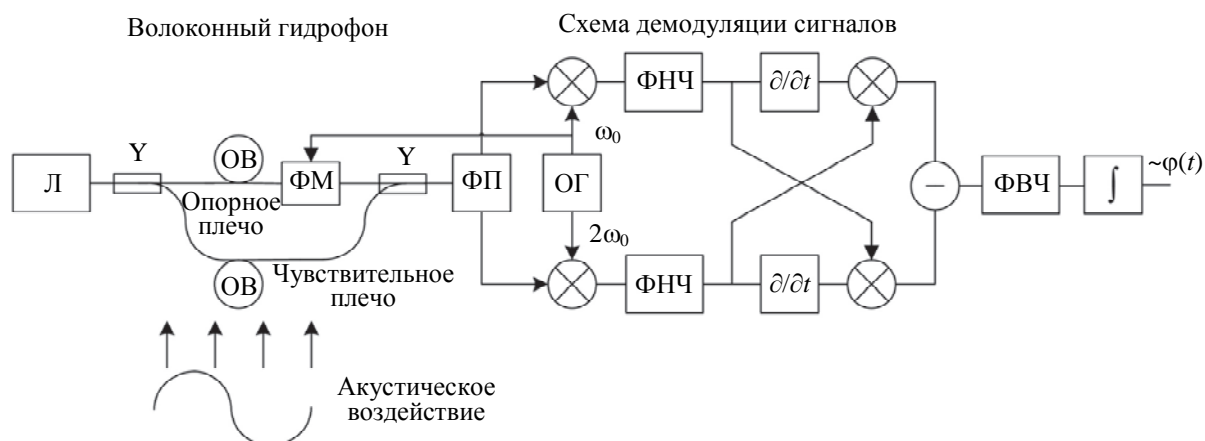 Волоконный гидрофон
Схема демодуляции сигналов
ФНЧ
∂/∂t
ω₀
Y
ОВ
Y
Л
ФМ
ФП
ОГ
−
ФВЧ
∫
~φ(t)
Опорное
плечо
2ω₀
ОВ
Чувствительное
плечо
ФНЧ
∂/∂t
Акустическое
воздействие